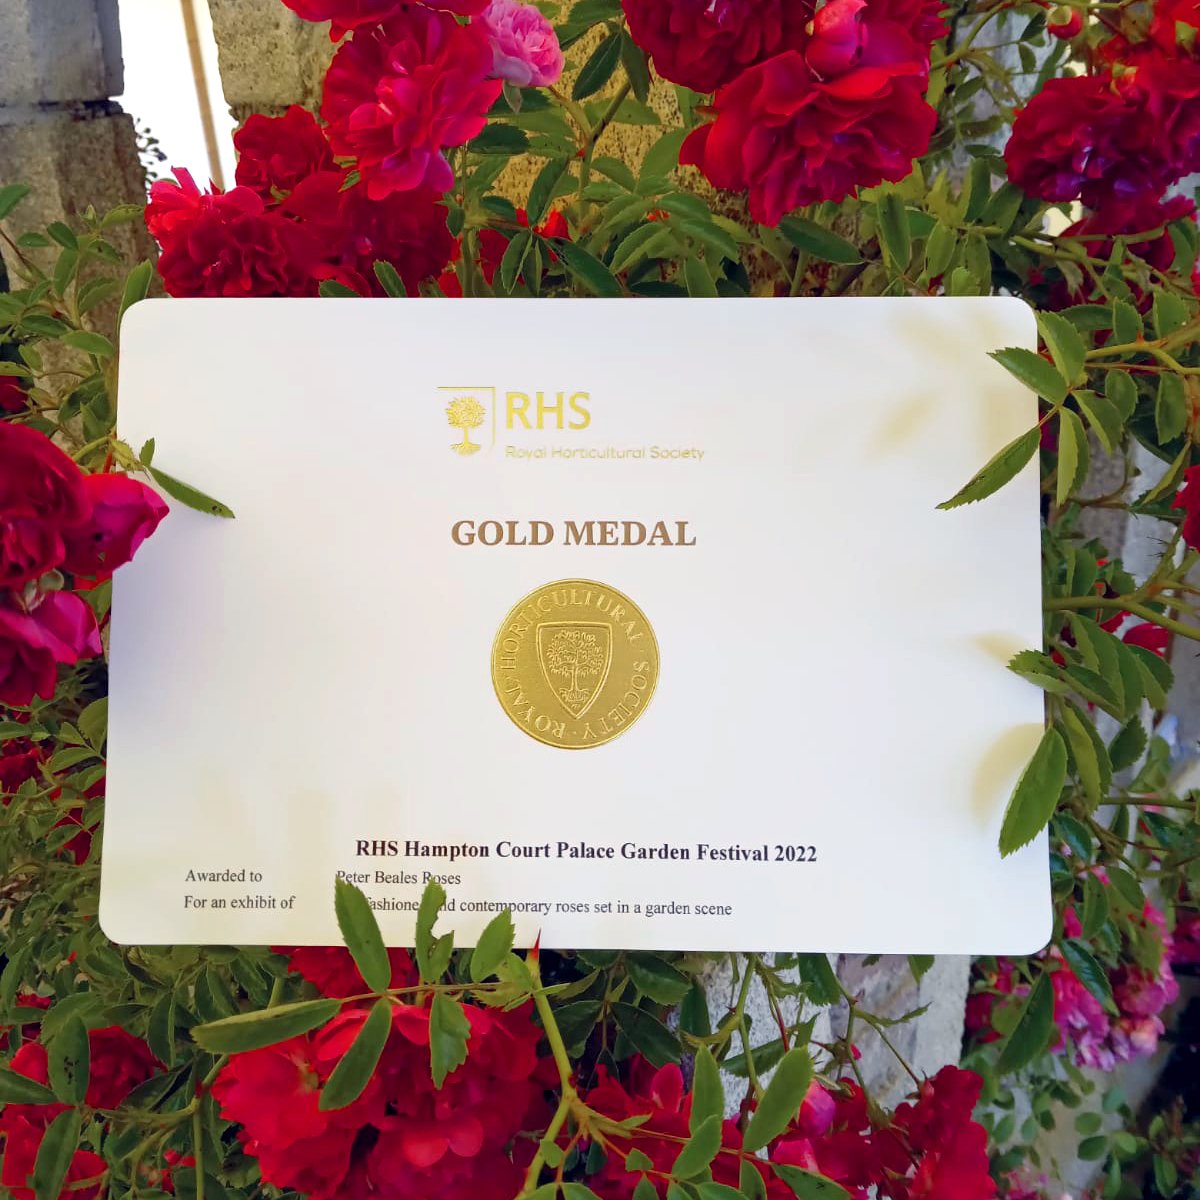 RHS
Royal Horticultural Society
GOLD MEDAL
ROYAL HORTICULTURAL SOCIETY
RHS Hampton Court Palace Garden Festival 2022
Awarded to Peter Beales Roses
For an exhibit of contemporary roses set in a garden scene